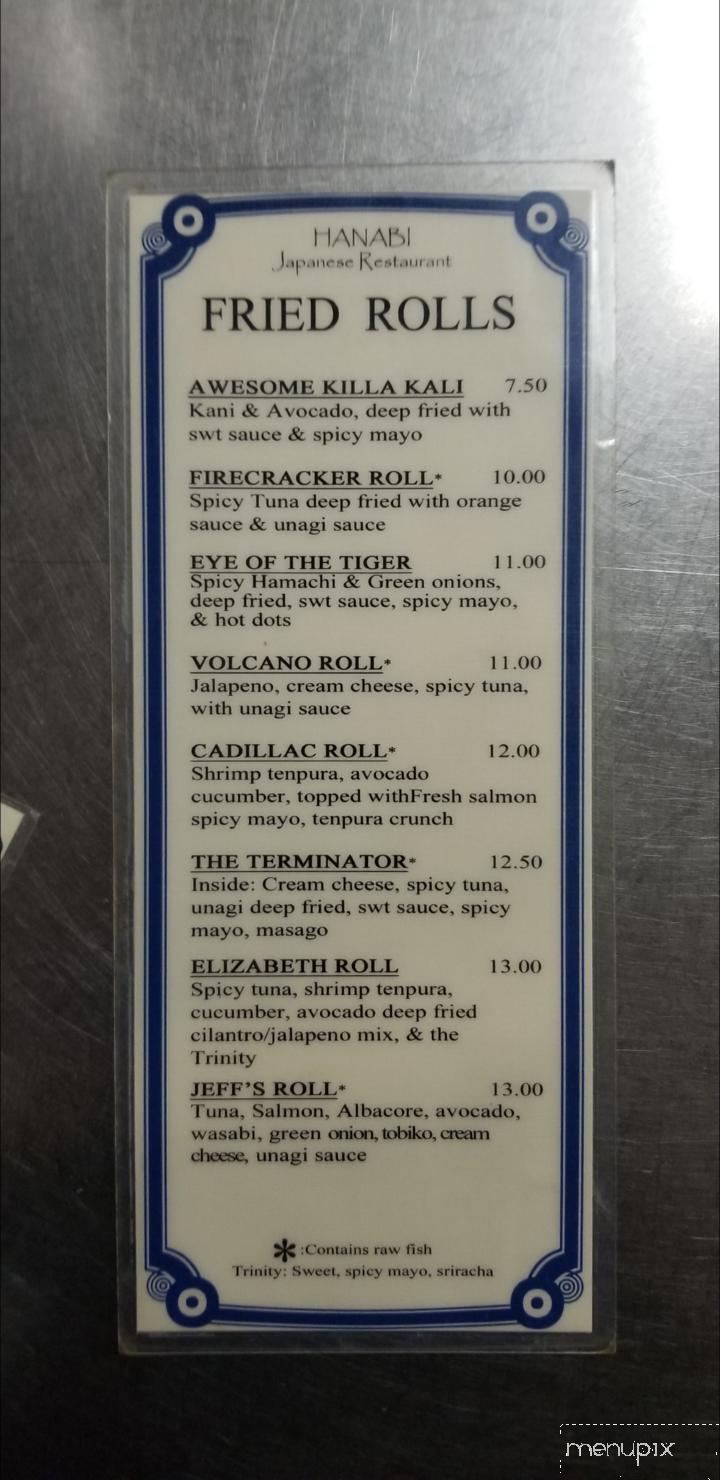 HANABI
Japanese Restaurant
FRIED ROLLS
AWESOME KILLA KALI 7.50
Kani & Avocado, deep fried with
swt sauce & spicy mayo
FIRECRACKER ROLL* 10.00
Spicy Tuna deep fried with orange
sauce & unagi sauce
EYE OF THE TIGER 11.00
Spicy Hamachi & Green onions,
deep fried, swt sauce, spicy mayo,
& hot dots
VOLCANO ROLL* 11.00
Jalapeno, cream cheese, spicy tuna,
with unagi sauce
CADILLAC ROLL* 12.00
Shrimp tenpura, avocado
cucumber, topped withFresh salmon
spicy mayo, tenpura crunch
THE TERMINATOR* 12.50
Inside: Cream cheese, spicy tuna,
unagi deep fried, swt sauce, spicy
mayo, masago
ELIZABETH ROLL 13.00
Spicy tuna, shrimp tenpura,
cucumber, avocado deep fried
cilantro/jalapeno mix, & the
Trinity
JEFF'S ROLL* 13.00
Tuna, Salmon, Albacore, avocado,
wasabi, green onion, tobiko, cream
cheese, unagi sauce
*:Contains raw fish
Trinity: Sweet, spicy mayo, sriracha
menupix